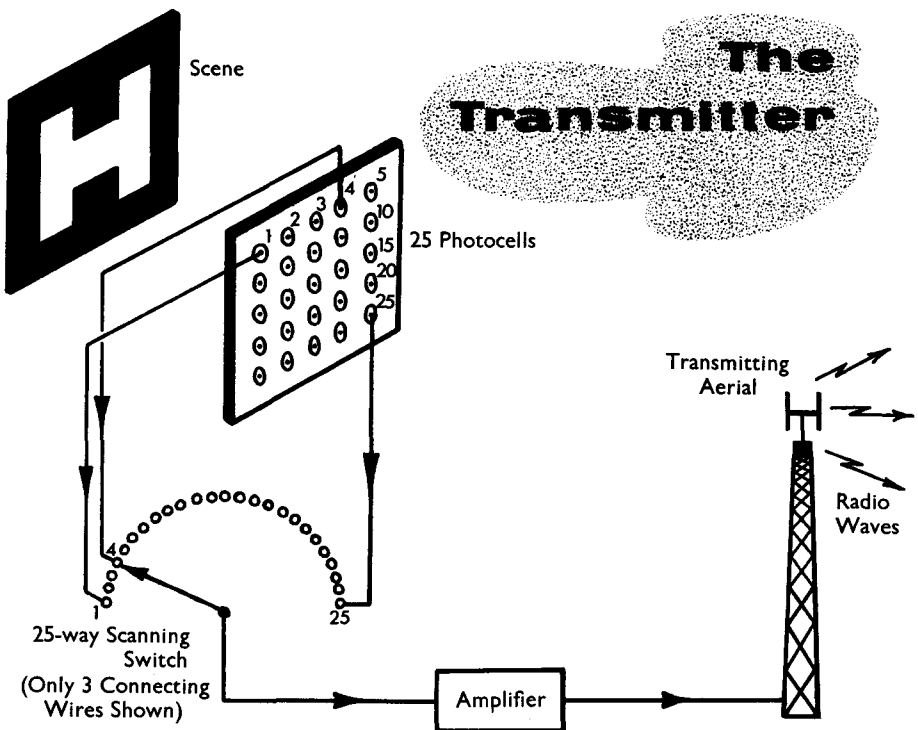 The
Transmitter
Scene
1
2
3
4
5
10
15
20
25
25 Photocells
Transmitting
Aerial
Radio
Waves
4
1
25
25-way Scanning
Switch
(Only 3 Connecting
Wires Shown)
Amplifier